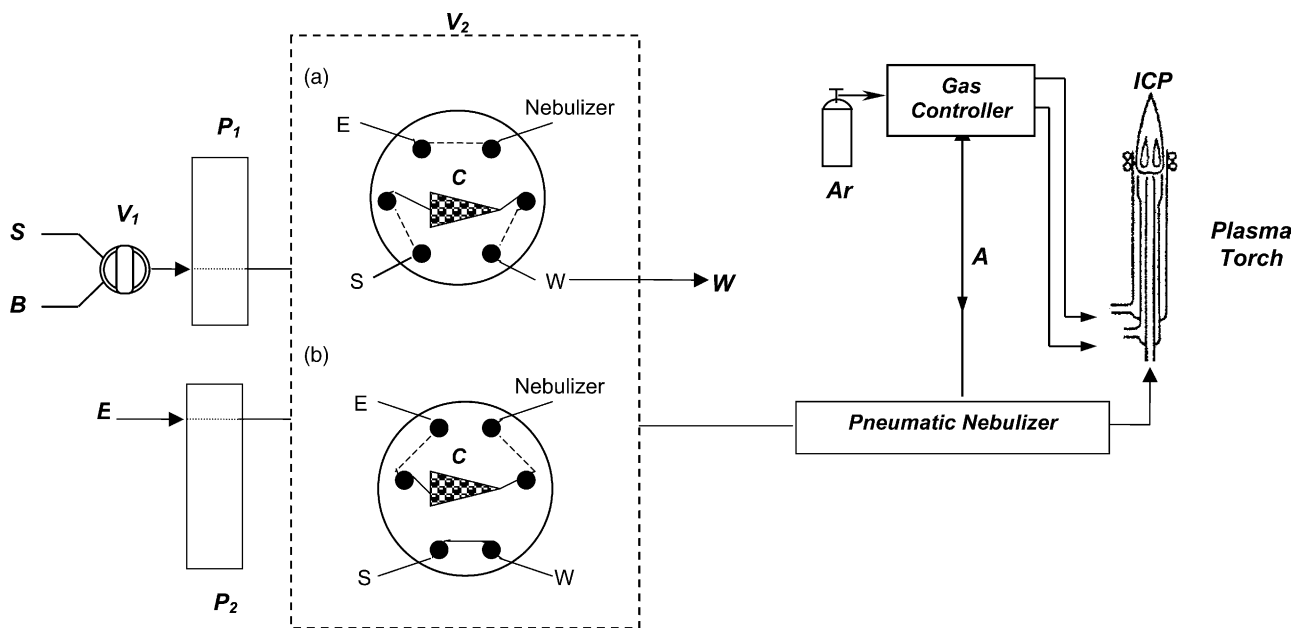 V2
(a)
E
Nebulizer
C
S
W
P1
V1
S
B
W
(b)
E
Nebulizer
C
S
W
E
P2
Gas
Controller
Ar
A
ICP
Plasma
Torch
Pneumatic Nebulizer